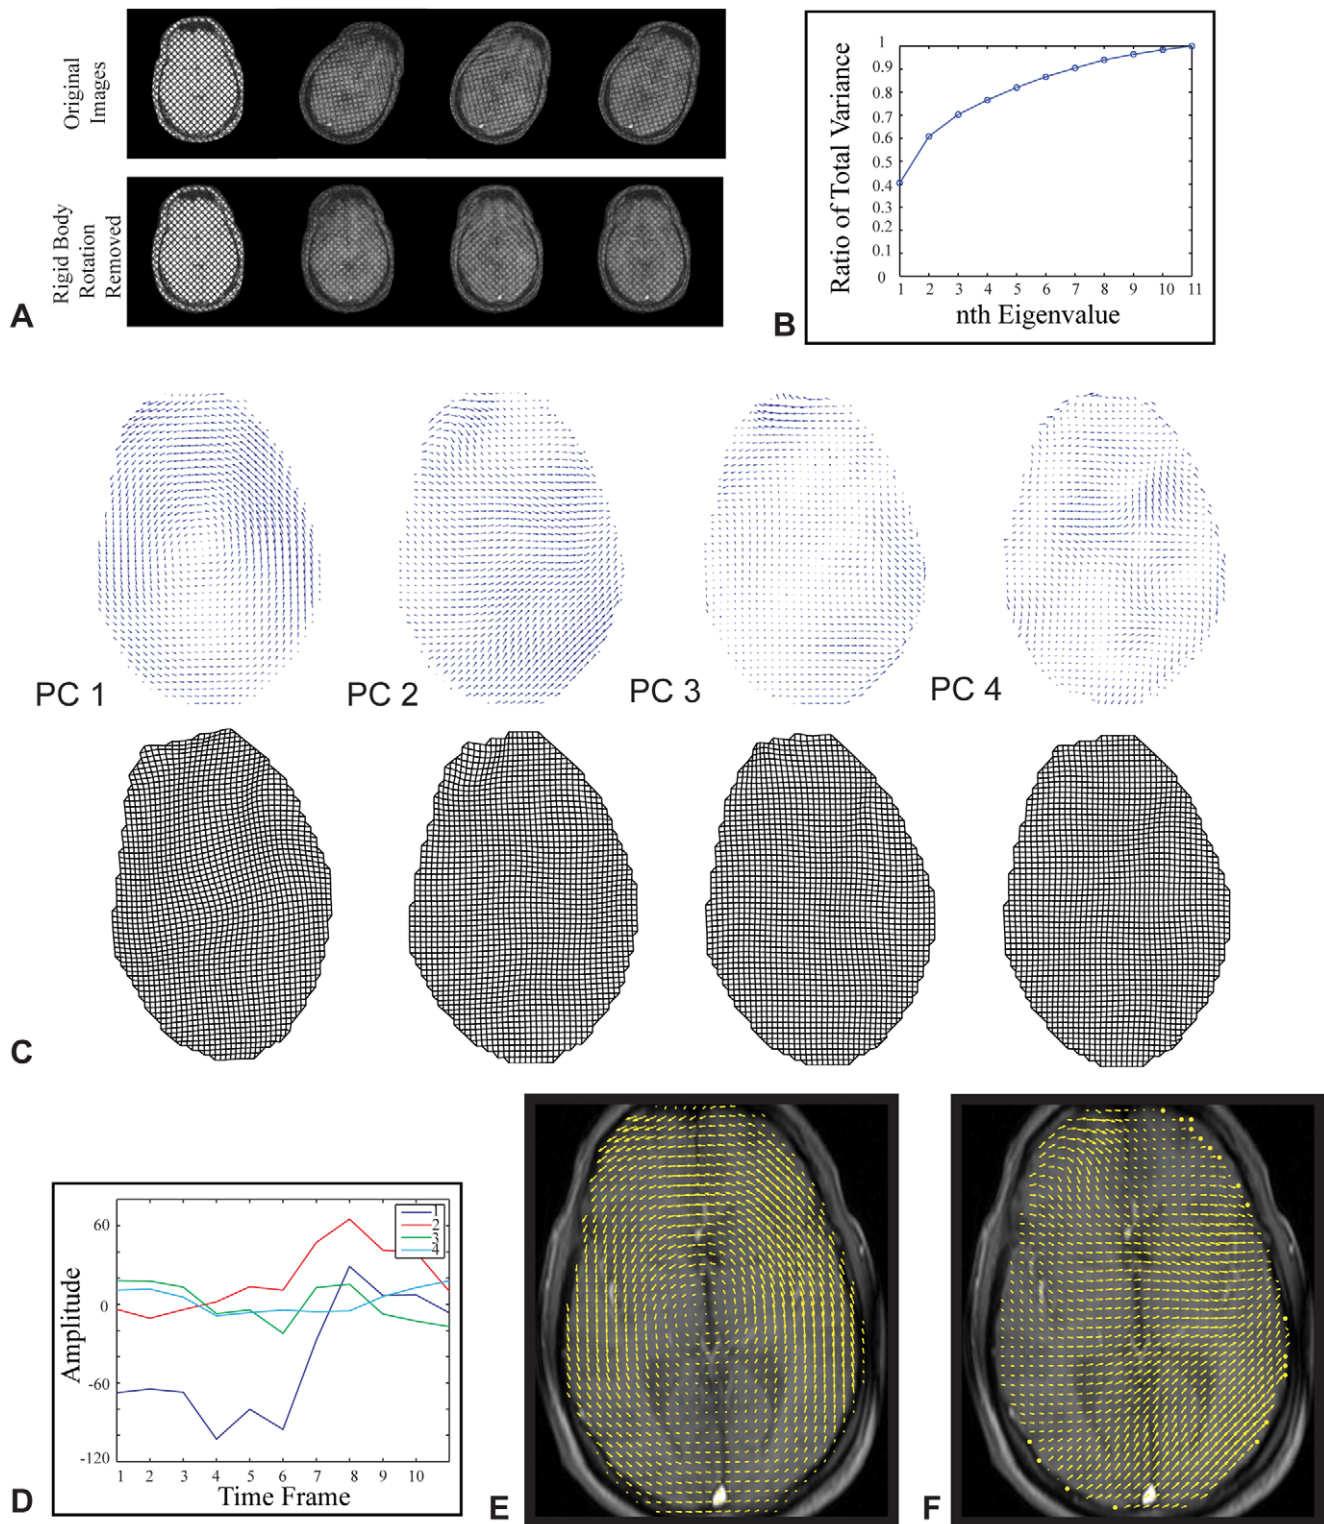 Original
Images
Rigid Body
Rotation
Removed
A
Ratio of Total Variance
1
0.9
0.8
0.7
0.6
0.5
0.4
0.3
0.2
0.1
0
1 2 3 4 5 6 7 8 9 10 11
nth Eigenvalue
B
PC 1
PC 2
PC 3
PC 4
C
Amplitude
60
0
-60
-120
1
2
3
4
1 2 3 4 5 6 7 8 9 10
Time Frame
D
E
F